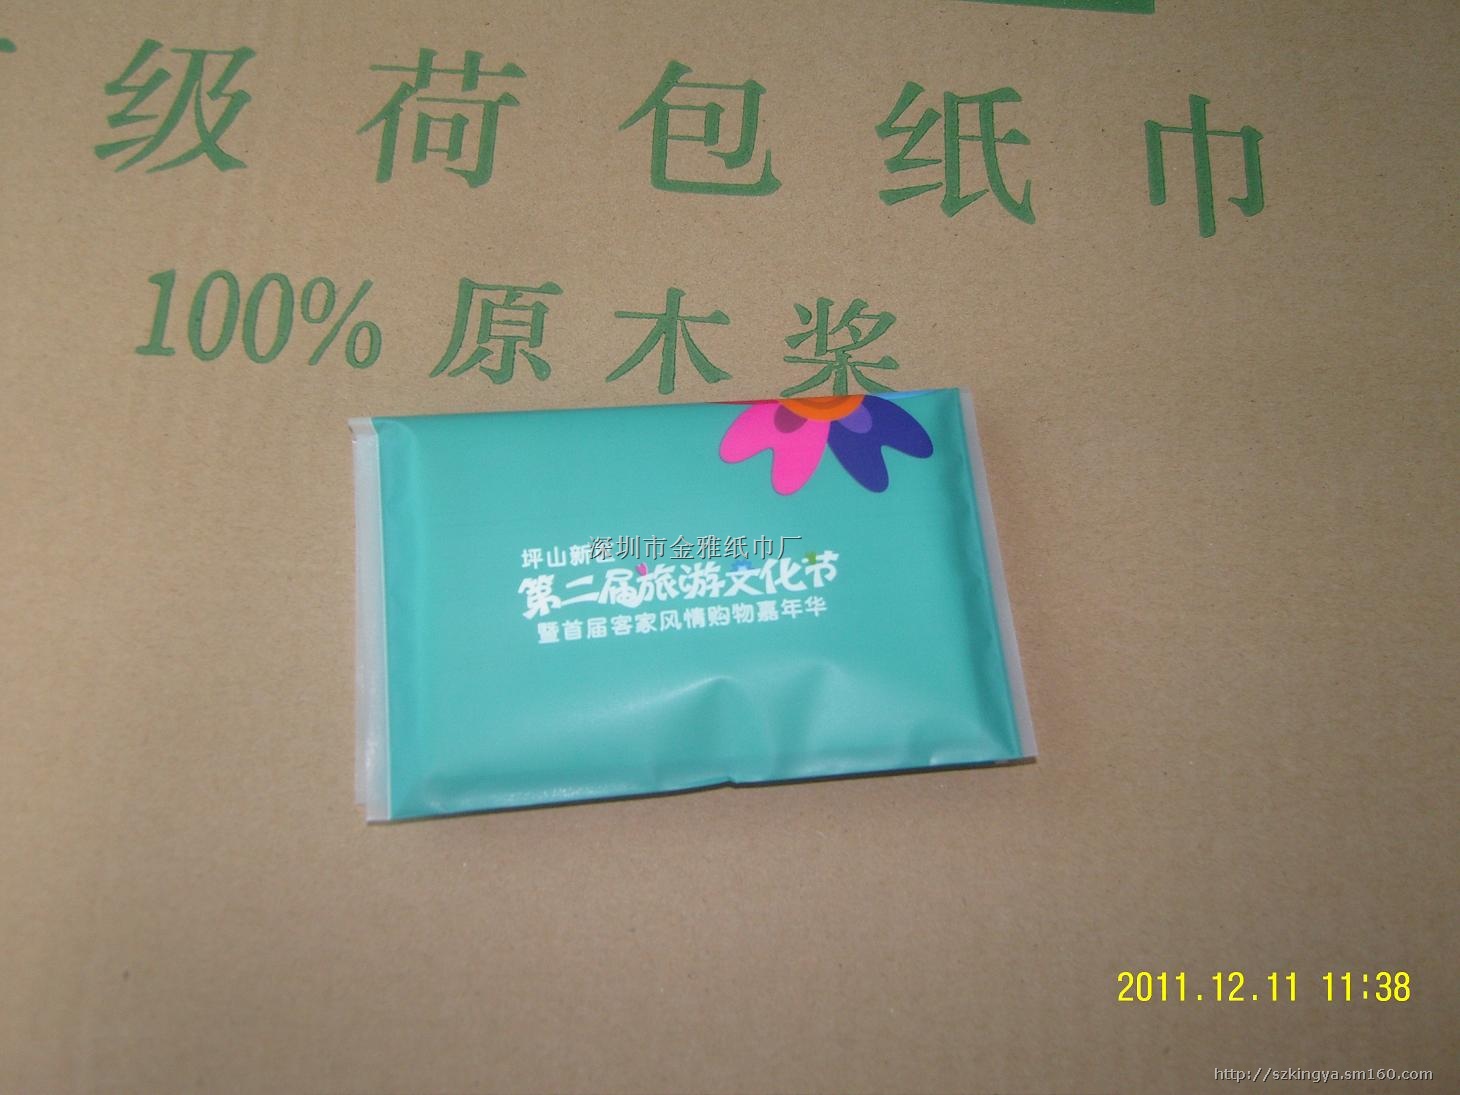 级荷包纸巾
100%原木浆
坪山新区
深圳市金雅纸巾厂
第二届旅游文化节
暨首届客家风情购物嘉年华
2011.12.11 11:38
http://szkingya.sm160.com